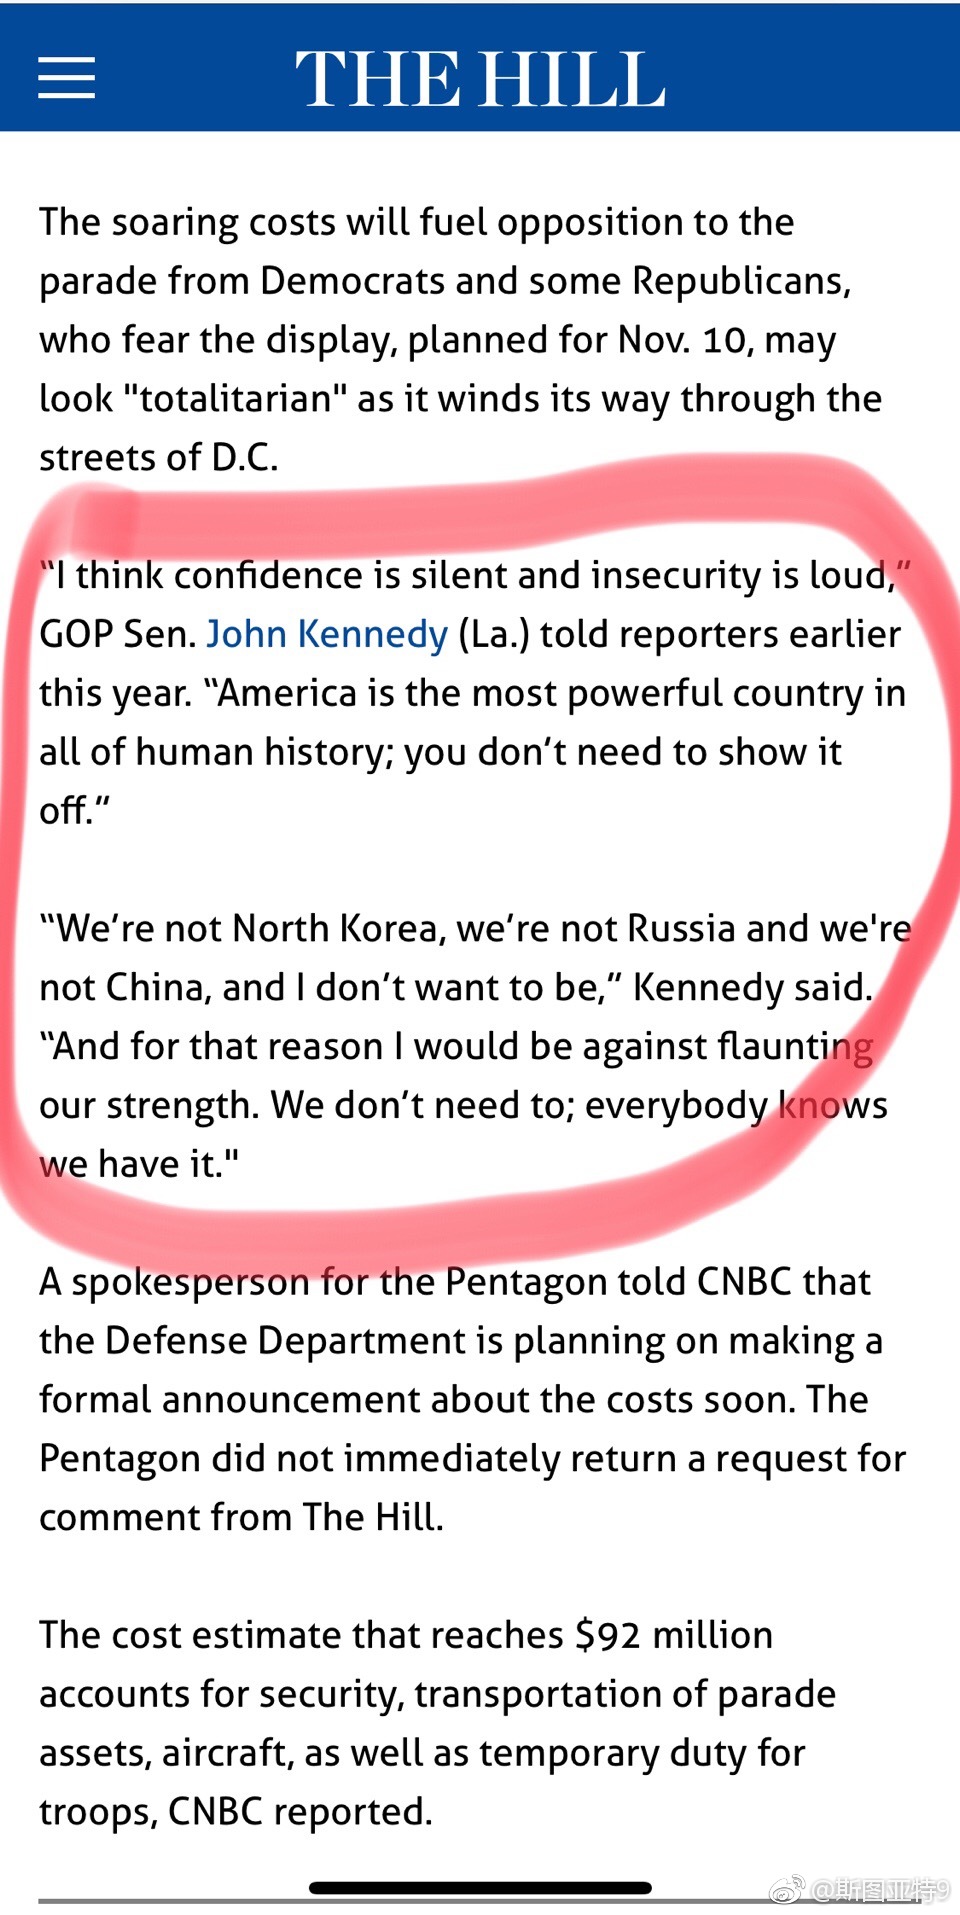 THE HILL
The soaring costs will fuel opposition to the
parade from Democrats and some Republicans,
who fear the display, planned for Nov. 10, may
look "totalitarian" as it winds its way through the
streets of D.C.
“I think confidence is silent and insecurity is loud,”
GOP Sen. John Kennedy (La.) told reporters earlier
this year. “America is the most powerful country in
all of human history; you don’t need to show it
off.”
“We’re not North Korea, we’re not Russia and we're
not China, and I don’t want to be,” Kennedy said.
“And for that reason I would be against flaunting
our strength. We don’t need to; everybody knows
we have it."
A spokesperson for the Pentagon told CNBC that
the Defense Department is planning on making a
formal announcement about the costs soon. The
Pentagon did not immediately return a request for
comment from The Hill.
The cost estimate that reaches $92 million
accounts for security, transportation of parade
assets, aircraft, as well as temporary duty for
troops, CNBC reported.
@斯图亚特9